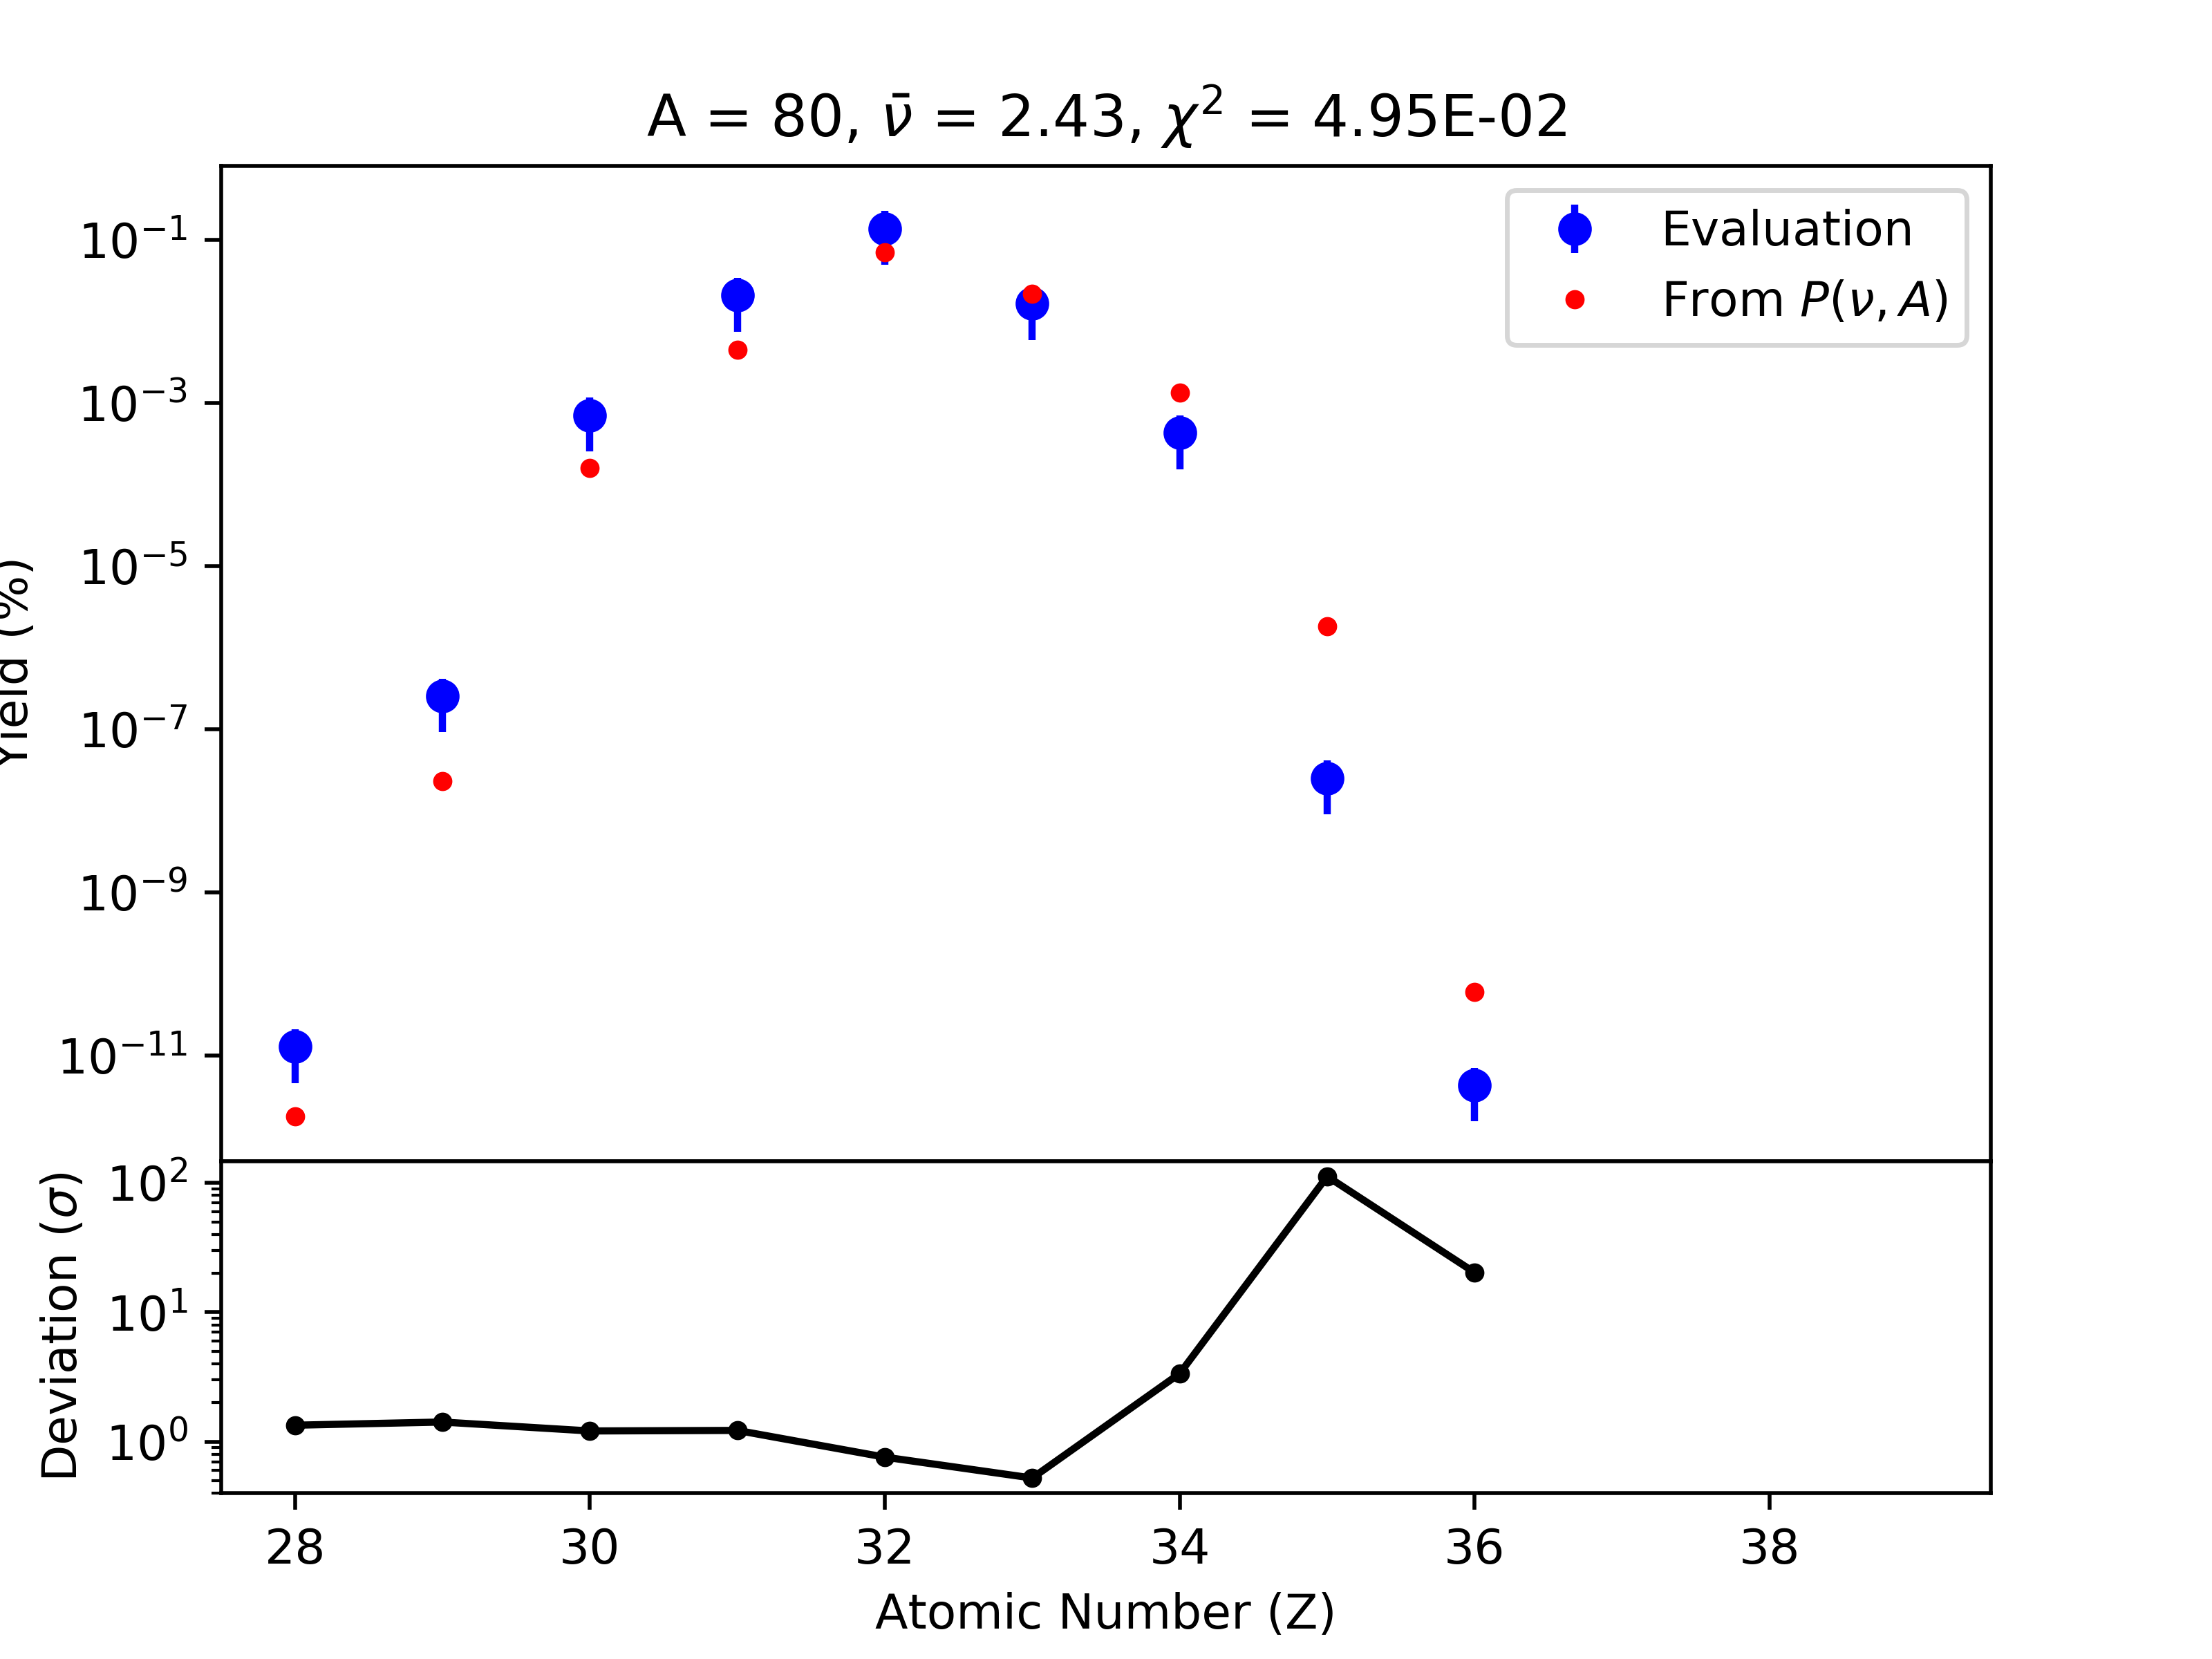 A = 80, ν̄ = 2.43, χ² = 4.95E-02
Evaluation
From P(ν, A)
Yield (%)
10⁻¹
10⁻³
10⁻⁵
10⁻⁷
10⁻⁹
10⁻¹¹
Deviation (σ)
10²
10¹
10⁰
28 30 32 34 36 38
Atomic Number (Z)